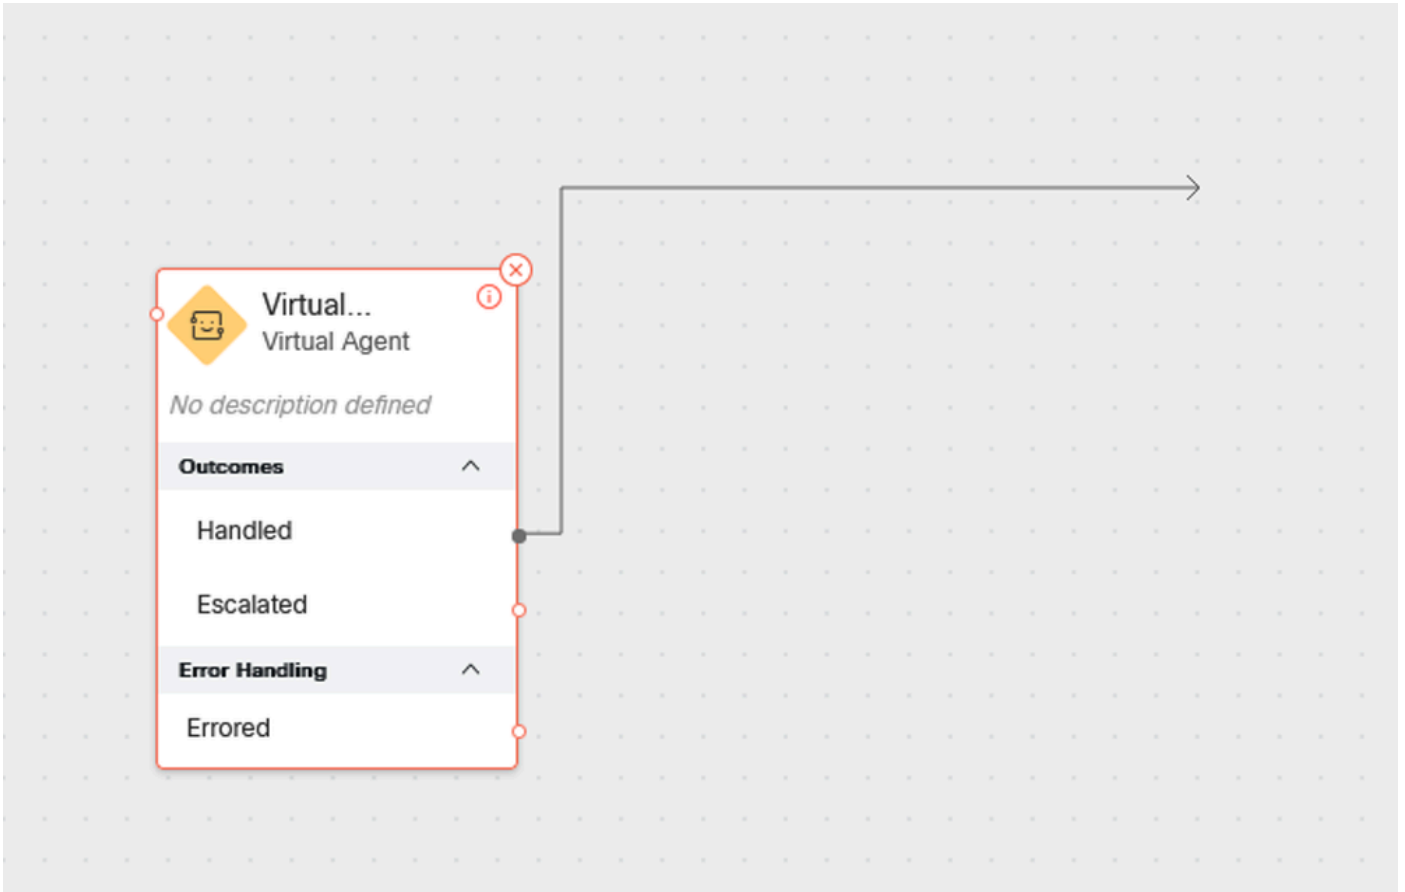 Virtual...
Virtual Agent
No description defined
Outcomes
Handled
Escalated
Error Handling
Errored